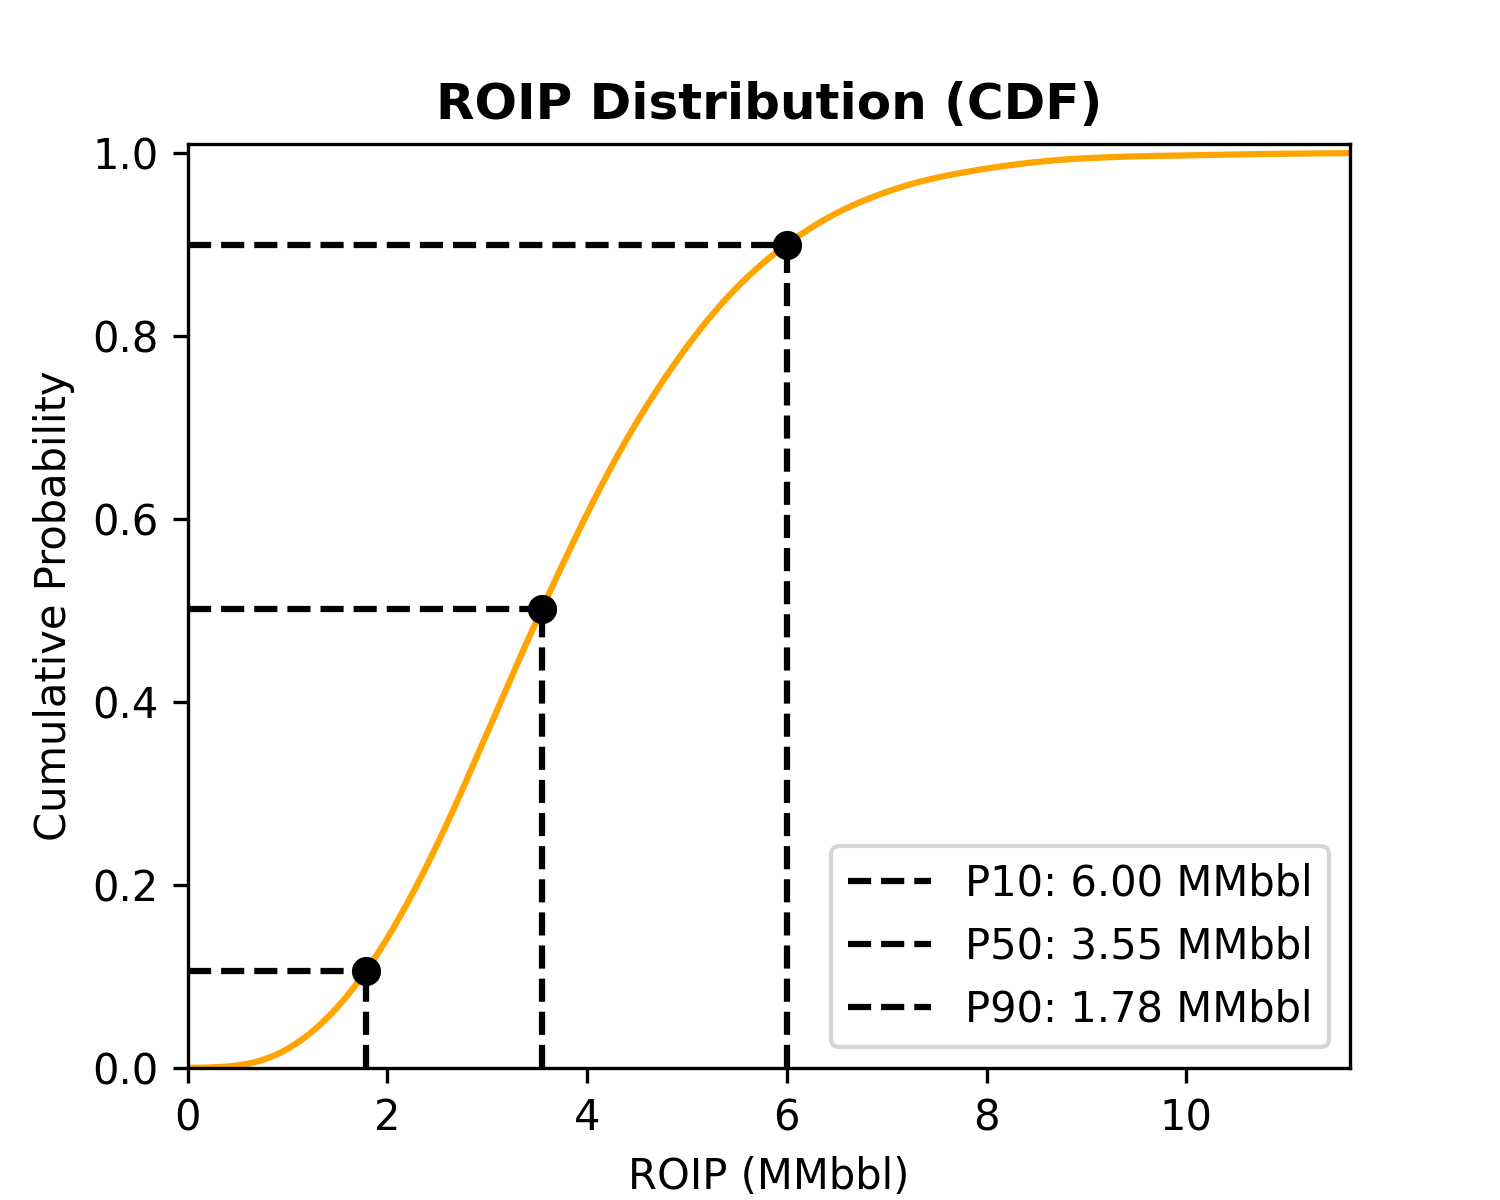 ROIP Distribution (CDF)
Cumulative Probability
1.0
0.8
0.6
0.4
0.2
0.0
0 2 4 6 8 10
ROIP (MMbbl)
P10: 6.00 MMbbl
P50: 3.55 MMbbl
P90: 1.78 MMbbl